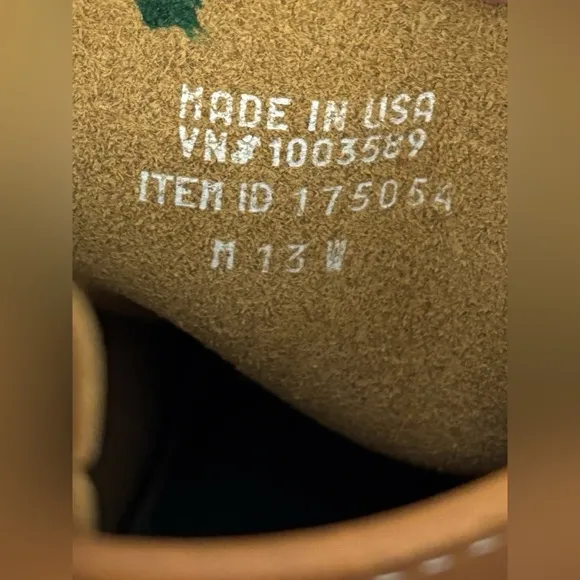 MADE IN USA
VN#1003589
ITEM ID 175054
M 13 W